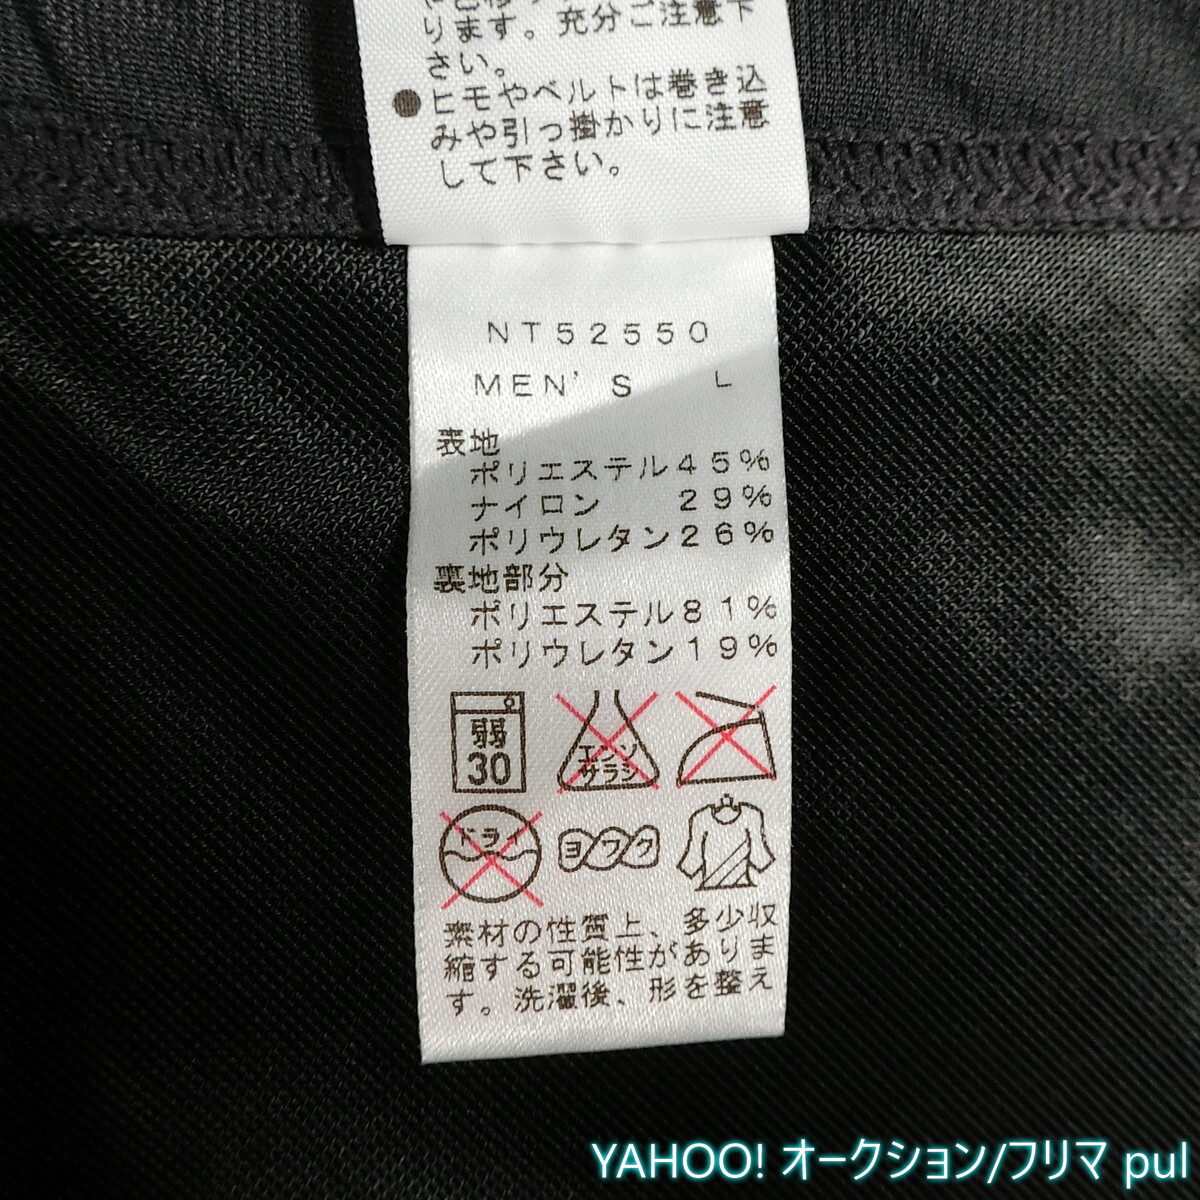 ります。充分ご注意下
さい。
●ヒモやベルトは巻き込
みや引っ掛かりに注意
して下さい。
NT52550
MEN'S L
表地
ポリエステル45%
ナイロン 29%
ポリウレタン26%
裏地部分
ポリエステル81%
ポリウレタン19%
弱
30
エンソ
サラシ
ドライ
ヨワク
素材の性質上、多少収
縮する可能性がありま
す。洗濯後、形を整え
YAHOO! オークション/フリマ pul